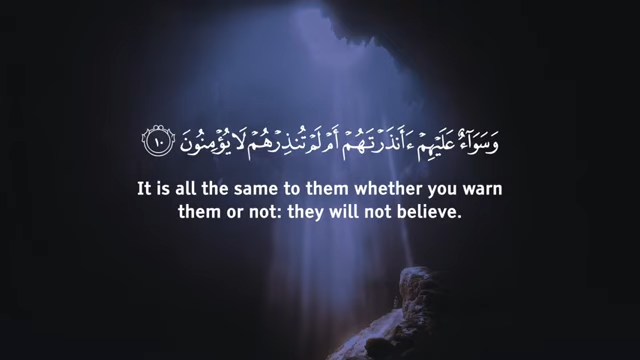 وَسَوَآءٌ عَلَيْهِمْ ءَأَنذَرْتَهُمْ أَمْ لَمْ تُنذِرْهُمْ لَا يُؤْمِنُونَ ١٠
It is all the same to them whether you warn
them or not: they will not believe.